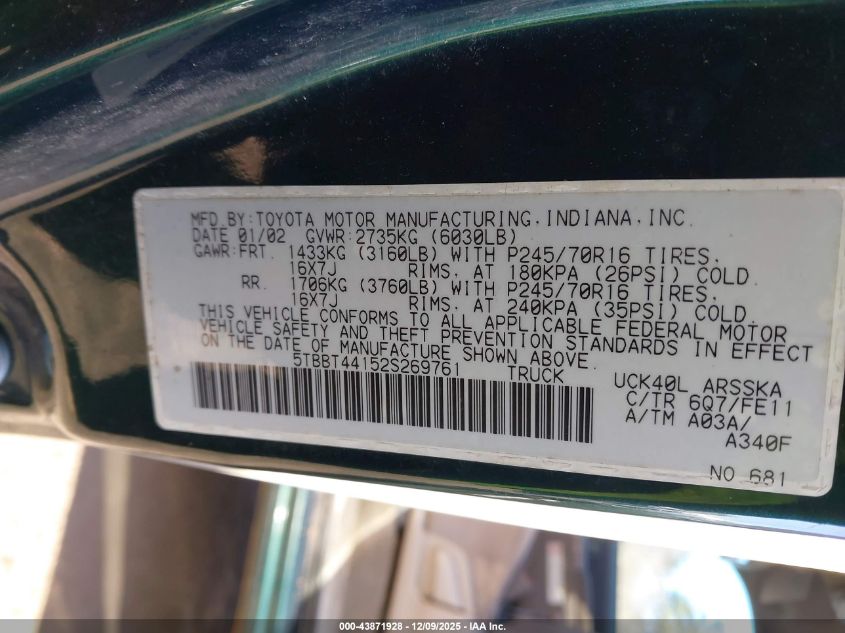 MFD.BY:TOYOTA MOTOR MANUFACTURING,INDIANA,INC.
DATE 01/02 GVWR:2735KG (6030LB)
GAWR:FRT. 1433KG (3160LB) WITH P245/70R16 TIRES,
16X7J RIMS, AT 180KPA (26PSI) COLD
RR. 1706KG (3760LB) WITH P245/70R16 TIRES,
16X7J RIMS, AT 240KPA (35PSI) COLD.
THIS VEHICLE CONFORMS TO ALL APPLICABLE FEDERAL MOTOR
VEHICLE SAFETY AND THEFT PREVENTION STANDARDS IN EFFECT
ON THE DATE OF MANUFACTURE SHOWN ABOVE.
5TBBT44152S269761 TRUCK
UCK40L ARSSKA
C/TR 6Q7/FE11
A/TM A03A/
A340F
NO 681
000-43871928 - 12/09/2025 - IAA Inc.